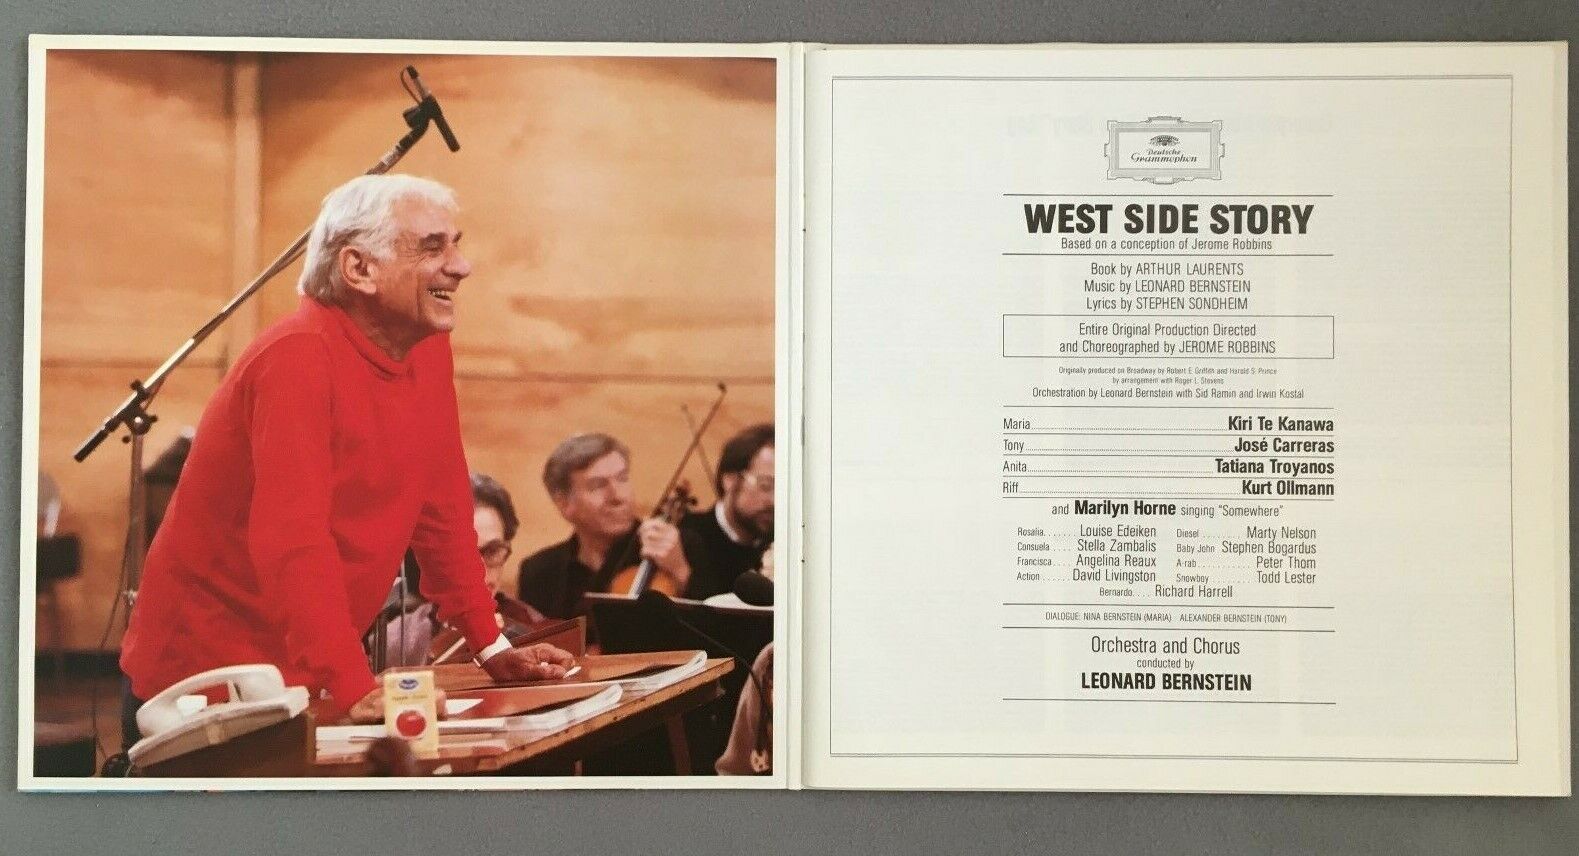 Deutsche
Grammophon
WEST SIDE STORY
Based on a conception of Jerome Robbins
Book by ARTHUR LAURENTS
Music by LEONARD BERNSTEIN
Lyrics by STEPHEN SONDHEIM
Entire Original Production Directed
and Choreographed by JEROME ROBBINS
Originally produced on Broadway by Robert E. Griffith and Harold S. Prince
by arrangement with Roger L. Stevens
Orchestration by Leonard Bernstein with Sid Ramin and Irwin Kostal
Maria Kiri Te Kanawa
Tony José Carreras
Anita Tatiana Troyanos
Riff Kurt Ollmann
and Marilyn Horne singing "Somewhere"
Rosalia....... Louise Edeiken Diesel ........ Marty Nelson
Consuela .... Stella Zambalis Baby John Stephen Bogardus
Francisca.... Angelina Reaux A-rab........... Peter Thom
Action ...... David Livingston Snowboy ........ Todd Lester
Bernardo.... Richard Harrell
DIALOGUE: NINA BERNSTEIN (MARIA) ALEXANDER BERNSTEIN (TONY)
Orchestra and Chorus
conducted by
LEONARD BERNSTEIN